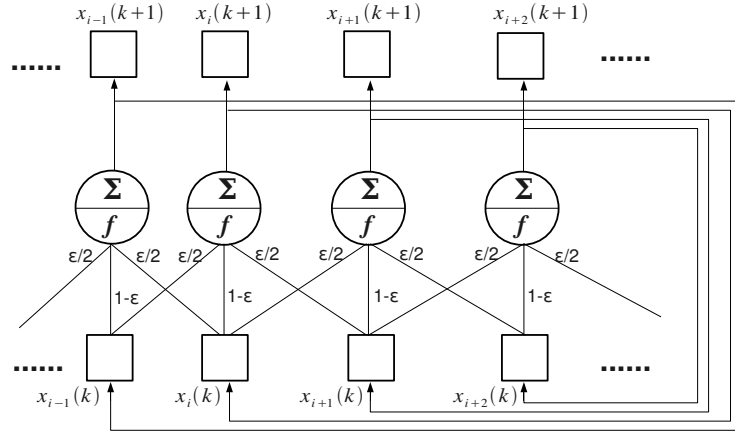 x_{i−1}(k+1) x_i(k+1) x_{i+1}(k+1) x_{i+2}(k+1)
...... ......
Σ Σ Σ Σ
f f f f
ε/2 ε/2 ε/2 ε/2 ε/2 ε/2 ε/2 ε/2
1-ε 1-ε 1-ε 1-ε
...... ......
x_{i−1}(k) x_i(k) x_{i+1}(k) x_{i+2}(k)